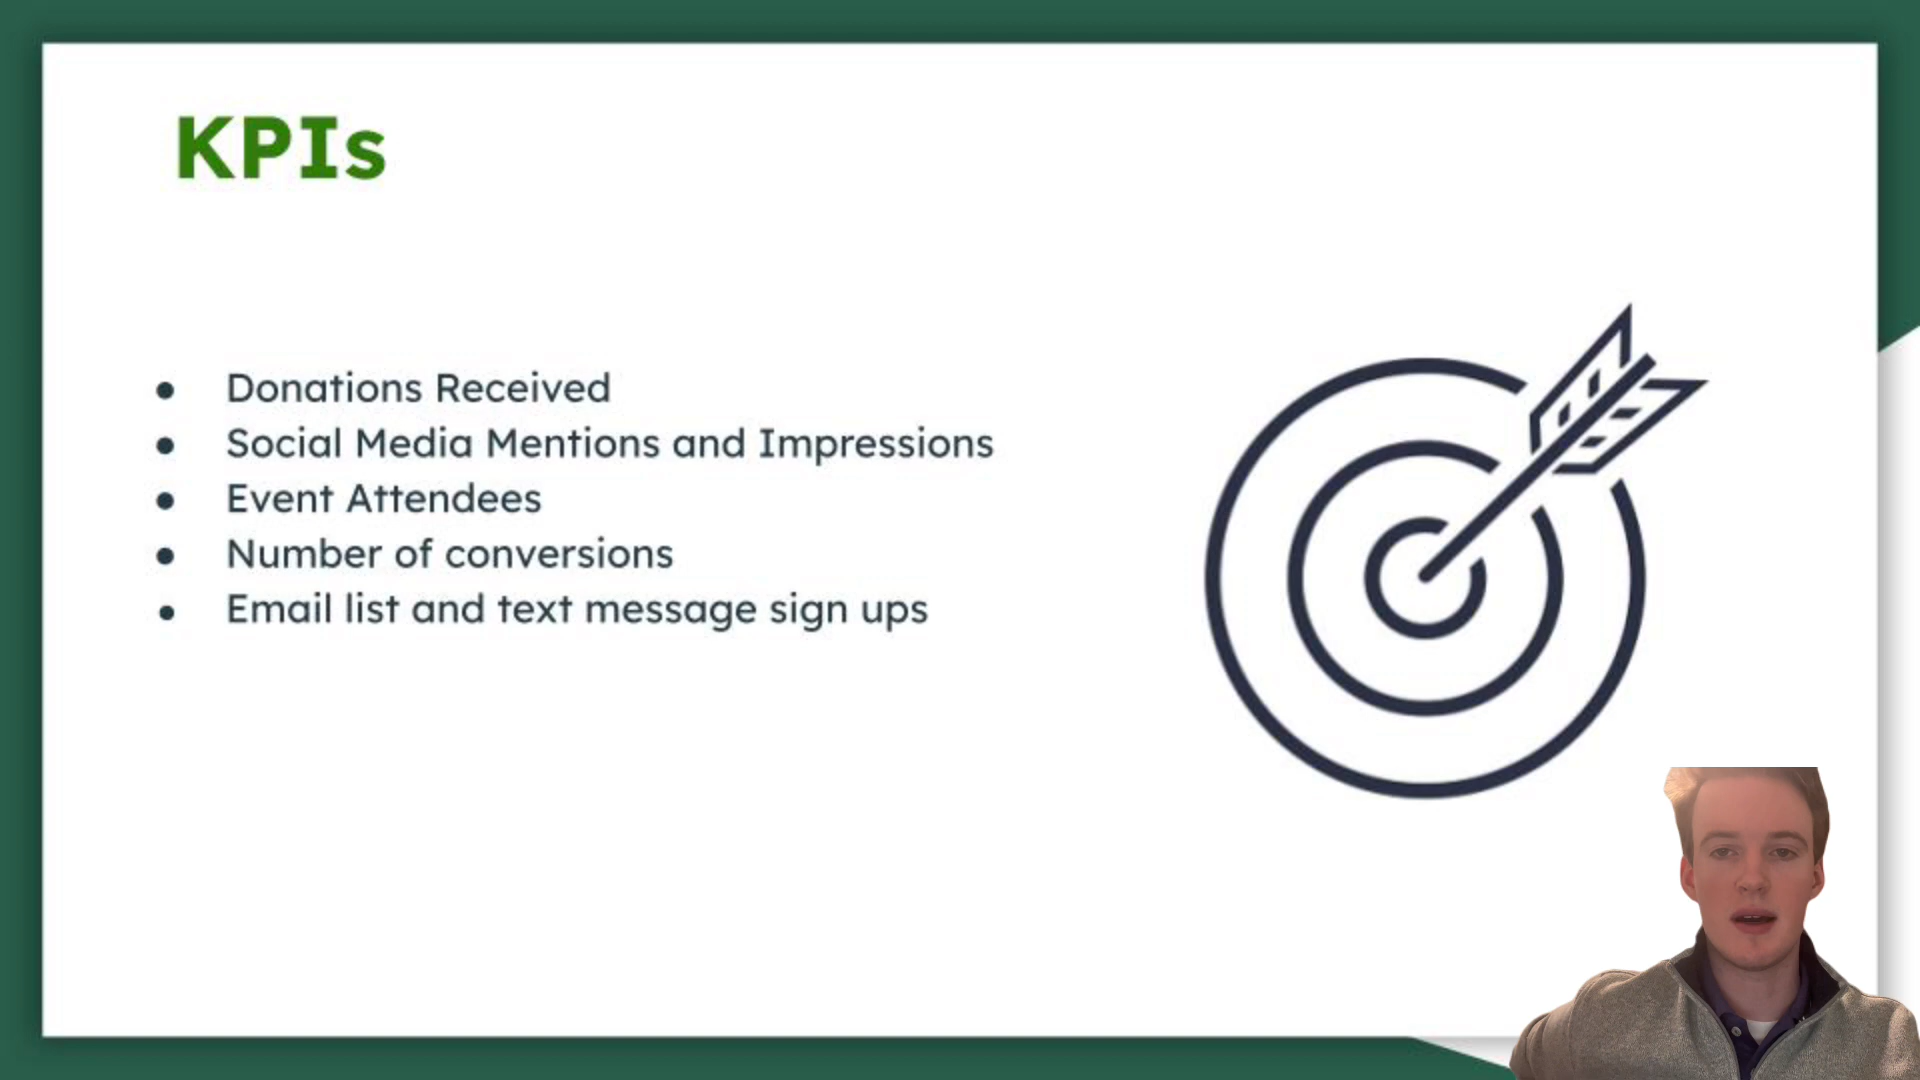 KPIs
● Donations Received
● Social Media Mentions and Impressions
● Event Attendees
● Number of conversions
● Email list and text message sign ups